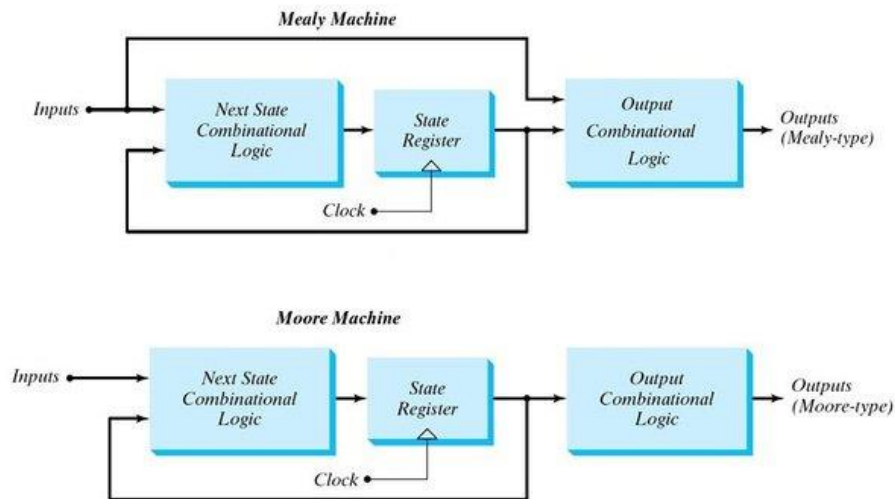 Mealy Machine
Inputs
Next State
Combinational
Logic
State
Register
Clock
Output
Combinational
Logic
Outputs
(Mealy-type)
Moore Machine
Inputs
Next State
Combinational
Logic
State
Register
Clock
Output
Combinational
Logic
Outputs
(Moore-type)